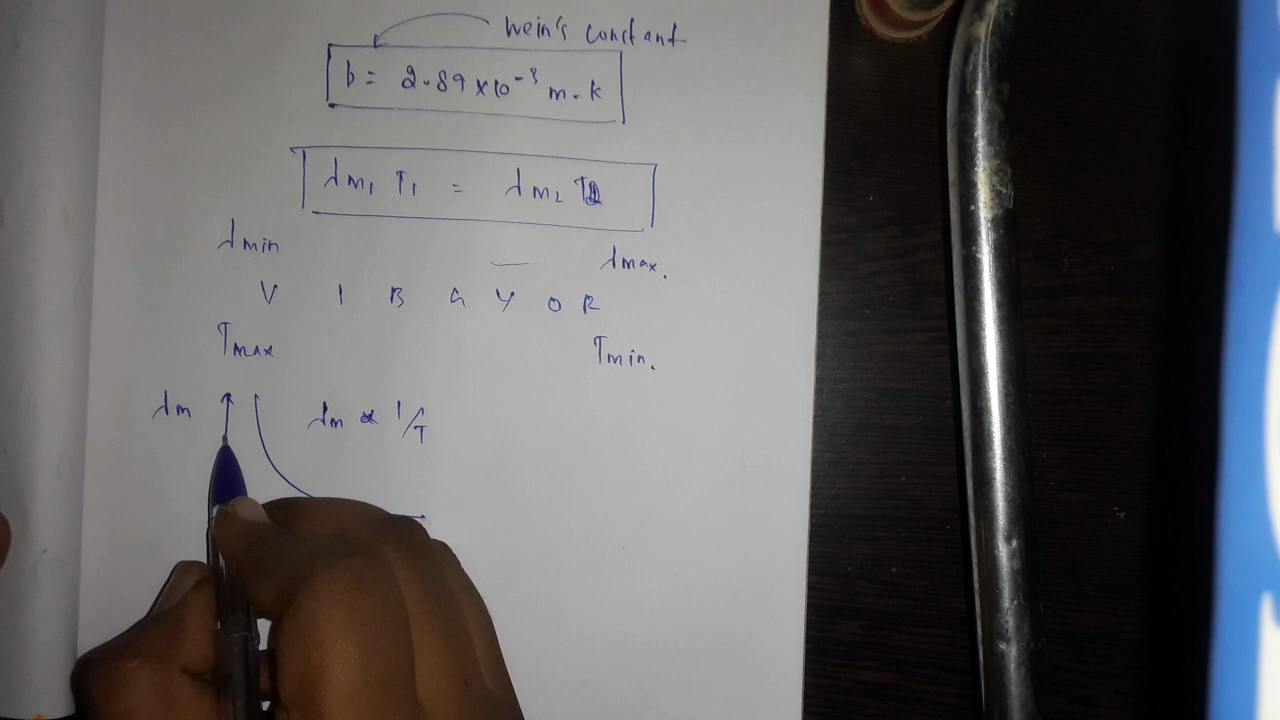 wein's constant
b = 2.89 × 10⁻³ m.k
λm₁ T₁ = λm₂ T₂
λmin λmax.
V I B G Y O R
Tmax Tmin.
λm λm ∝ 1/T